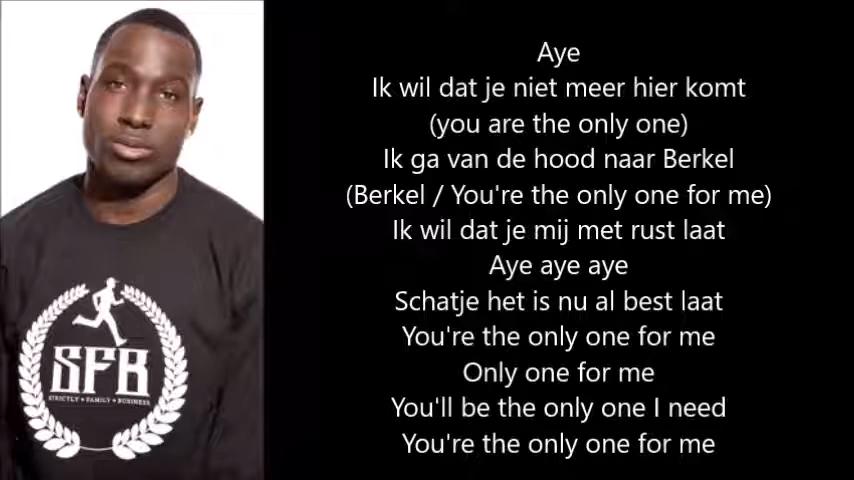 SFB
STRICTLY • FAMILY • BUSINESS
Aye
Ik wil dat je niet meer hier komt
(you are the only one)
Ik ga van de hood naar Berkel
(Berkel / You're the only one for me)
Ik wil dat je mij met rust laat
Aye aye aye
Schatje het is nu al best laat
You're the only one for me
Only one for me
You'll be the only one I need
You're the only one for me